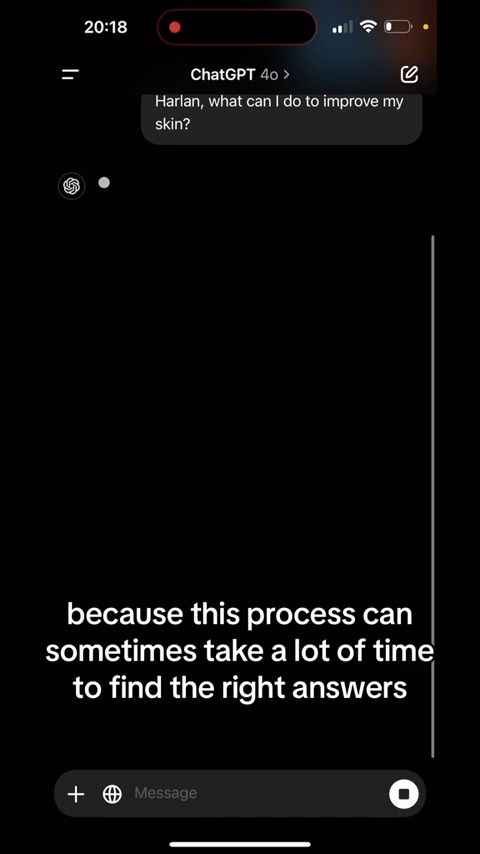 20:18
ChatGPT 4o >
Harlan, what can I do to improve my
skin?
because this process can
sometimes take a lot of time
to find the right answers
Message